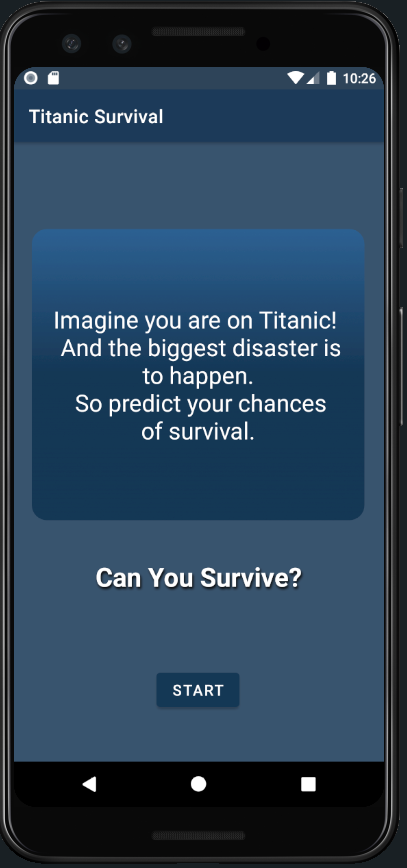 10:26
Titanic Survival
Imagine you are on Titanic!
And the biggest disaster is
to happen.
So predict your chances
of survival.
Can You Survive?
START